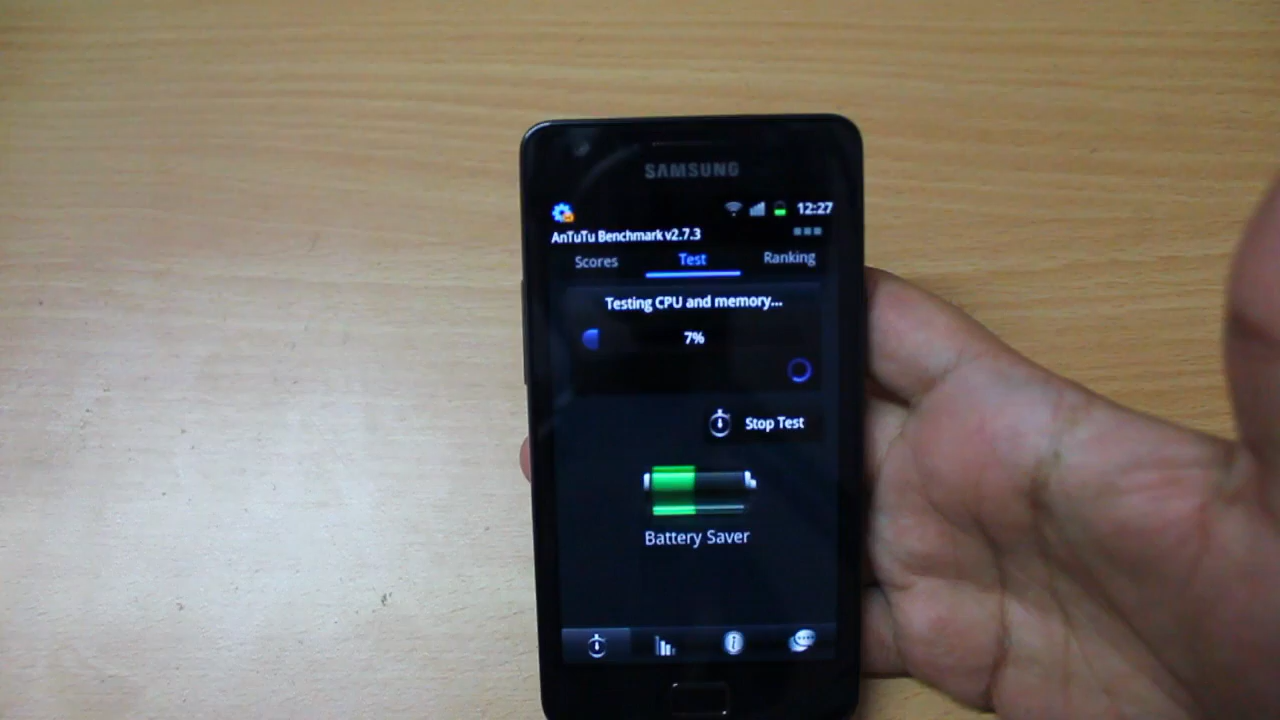 SAMSUNG
12:27
AnTuTu Benchmark v2.7.3
Scores Test Ranking
Testing CPU and memory...
7%
Stop Test
Battery Saver